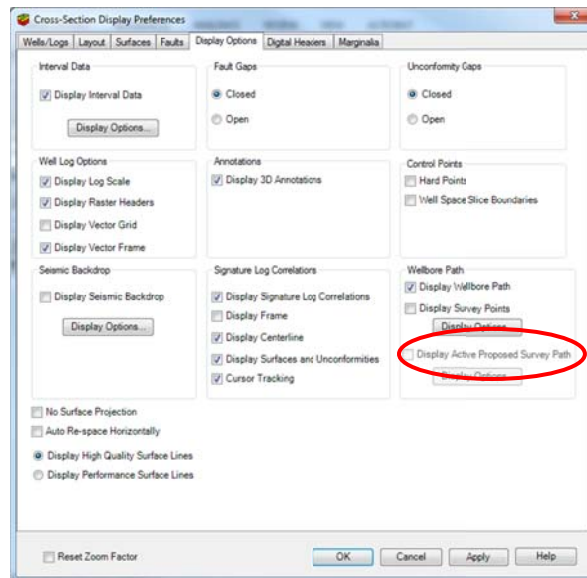 Cross-Section Display Preferences
Wells/Logs Layout Surfaces Faults Display Options Digital Headers Marginalia
Interval Data
Display Interval Data
Display Options...
Fault Gaps
Closed
Open
Unconformity Gaps
Closed
Open
Well Log Options
Display Log Scale
Display Raster Headers
Display Vector Grid
Display Vector Frame
Annotations
Display 3D Annotations
Control Points
Hard Points
Well Space Slice Boundaries
Seismic Backdrop
Display Seismic Backdrop
Display Options...
Signature Log Correlations
Display Signature Log Correlations
Display Frame
Display Centerline
Display Surfaces and Unconformities
Cursor Tracking
Wellbore Path
Display Wellbore Path
Display Survey Points
Display Options...
Display Active Proposed Survey Path
Display Options...
No Surface Projection
Auto Re-space Horizontally
Display High Quality Surface Lines
Display Performance Surface Lines
Reset Zoom Factor
OK Cancel Apply Help